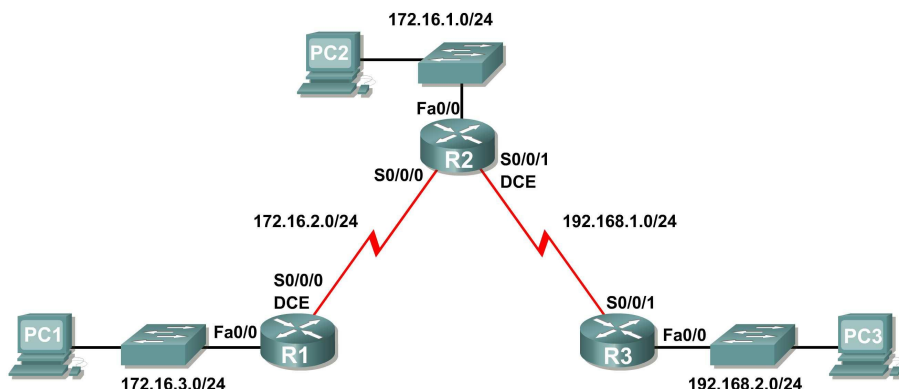 172.16.1.0/24
PC2
Fa0/0
R2
S0/0/0
S0/0/1
DCE
172.16.2.0/24
192.168.1.0/24
S0/0/0
DCE
S0/0/1
PC1
Fa0/0
R1
R3
Fa0/0
PC3
172.16.3.0/24
192.168.2.0/24